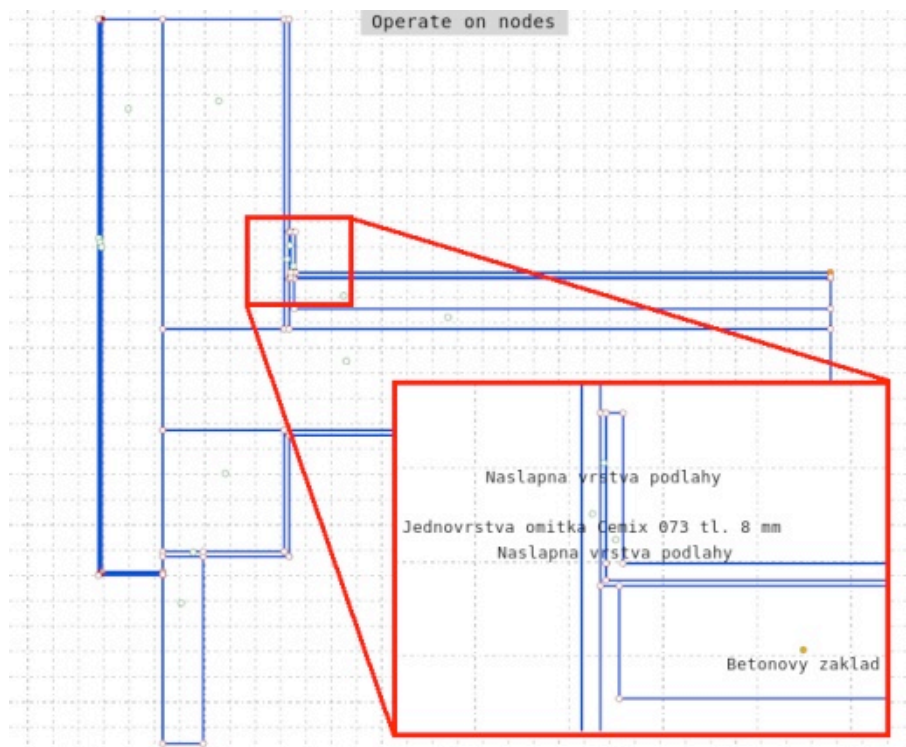 Operate on nodes
Naslapna vrstva podlahy
Jednovrstva omitka Cemix 073 tl. 8 mm
Naslapna vrstva podlahy
Betonovy zaklad